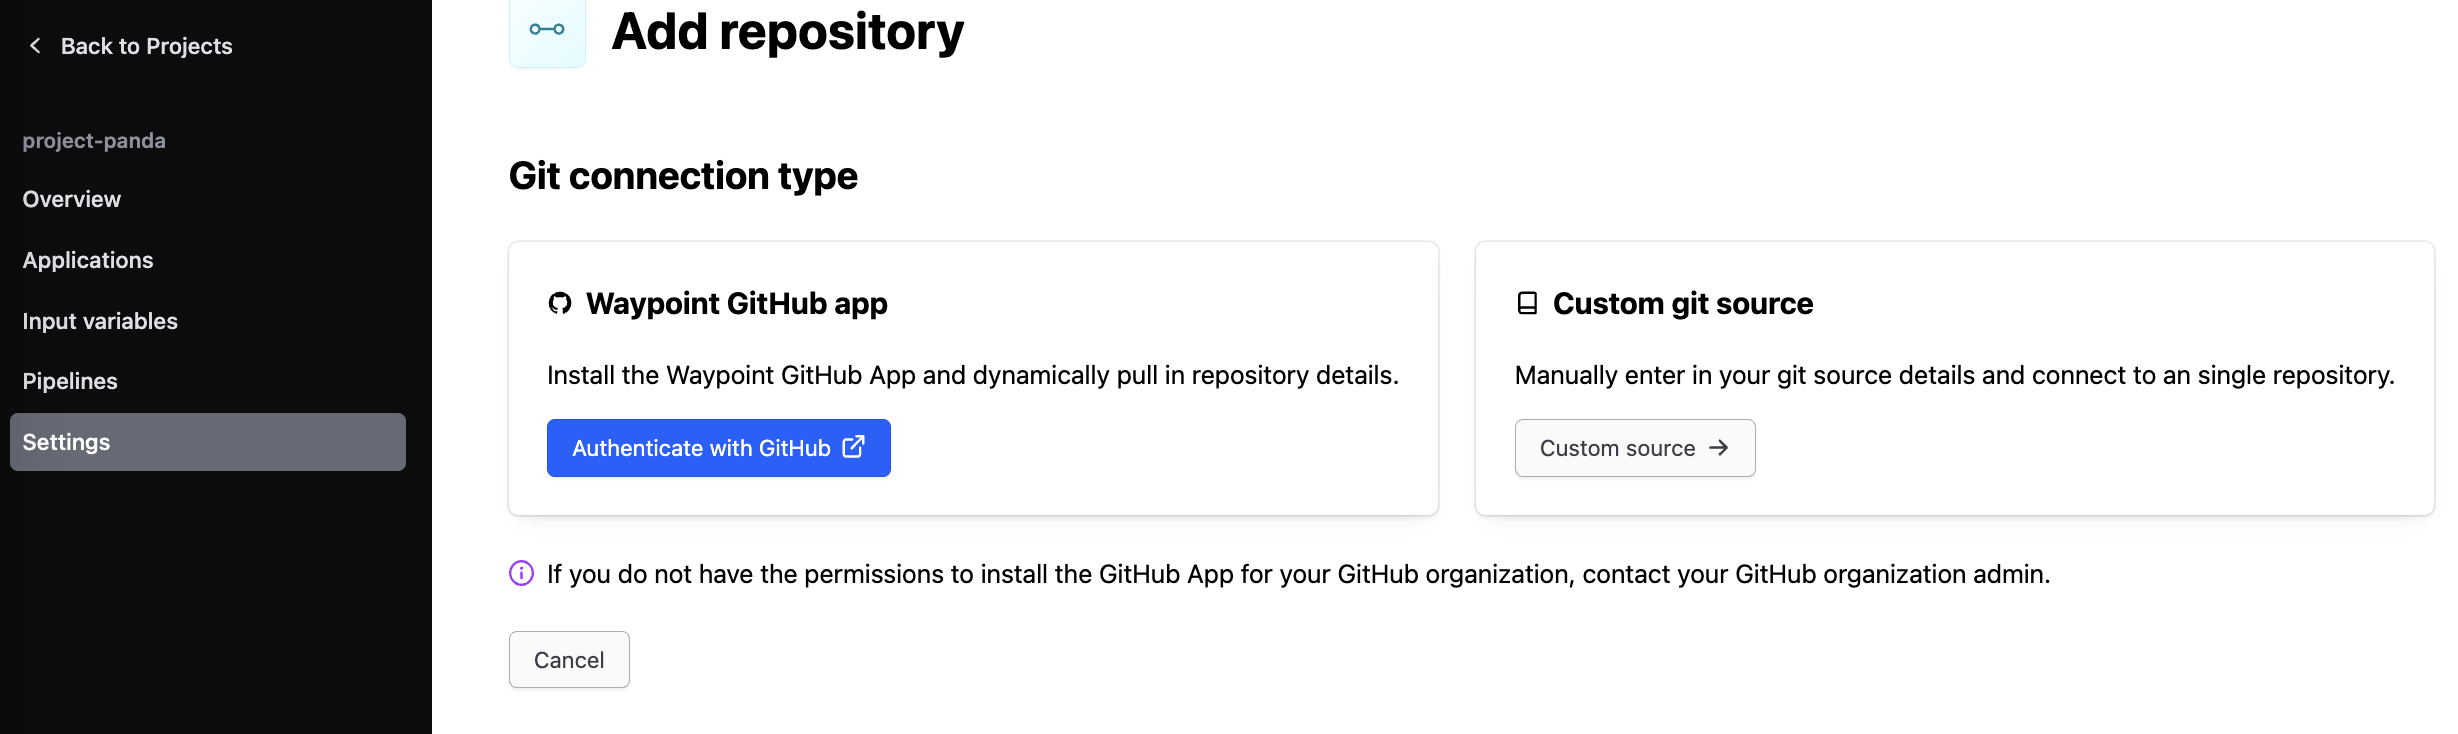 Back to Projects
project-panda
Overview
Applications
Input variables
Pipelines
Settings
Add repository
Git connection type
Waypoint GitHub app
Install the Waypoint GitHub App and dynamically pull in repository details.
Authenticate with GitHub
Custom git source
Manually enter in your git source details and connect to an single repository.
Custom source
If you do not have the permissions to install the GitHub App for your GitHub organization, contact your GitHub organization admin.
Cancel